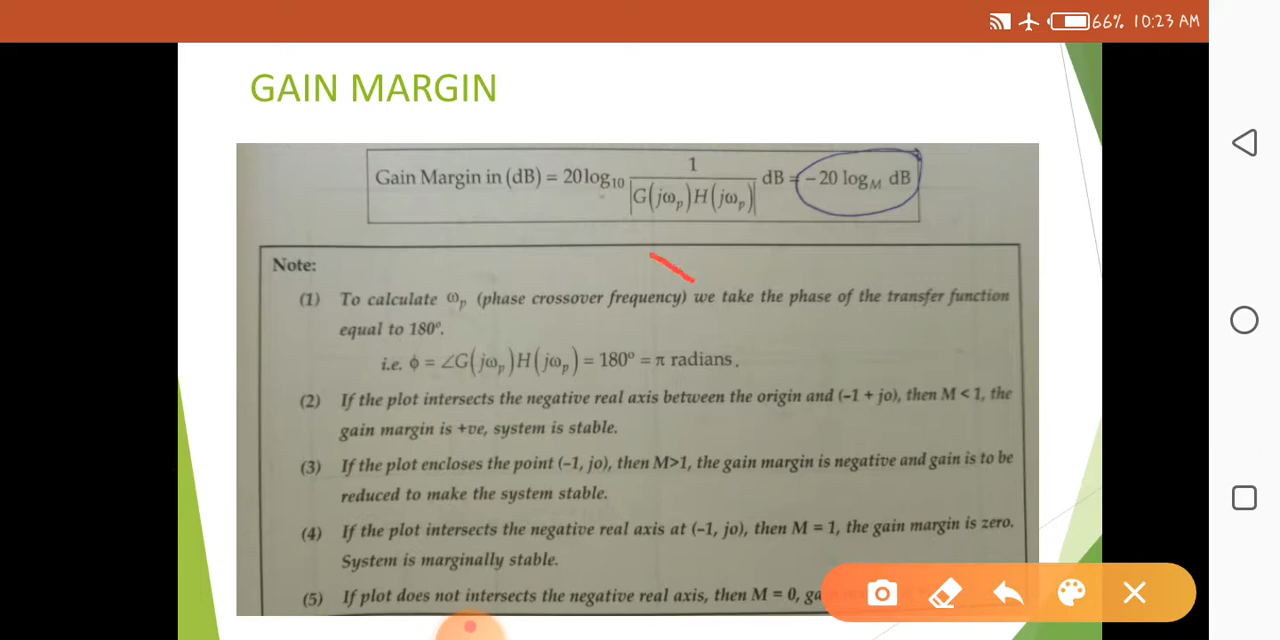 66% 10:23 AM
GAIN MARGIN
Gain Margin in (dB) = 20 log₁₀ 1 / |G(jωₚ)H(jωₚ)| dB = −20 log_M dB
Note:
(1) To calculate ωₚ (phase crossover frequency) we take the phase of the transfer function
equal to 180°.
i.e. ϕ = ∠G(jωₚ)H(jωₚ) = 180° = π radians.
(2) If the plot intersects the negative real axis between the origin and (−1 + jo), then M < 1, the
gain margin is +ve, system is stable.
(3) If the plot encloses the point (−1, jo), then M>1, the gain margin is negative and gain is to be
reduced to make the system stable.
(4) If the plot intersects the negative real axis at (−1, jo), then M = 1, the gain margin is zero.
System is marginally stable.
(5) If plot does not intersects the negative real axis, then M = 0,